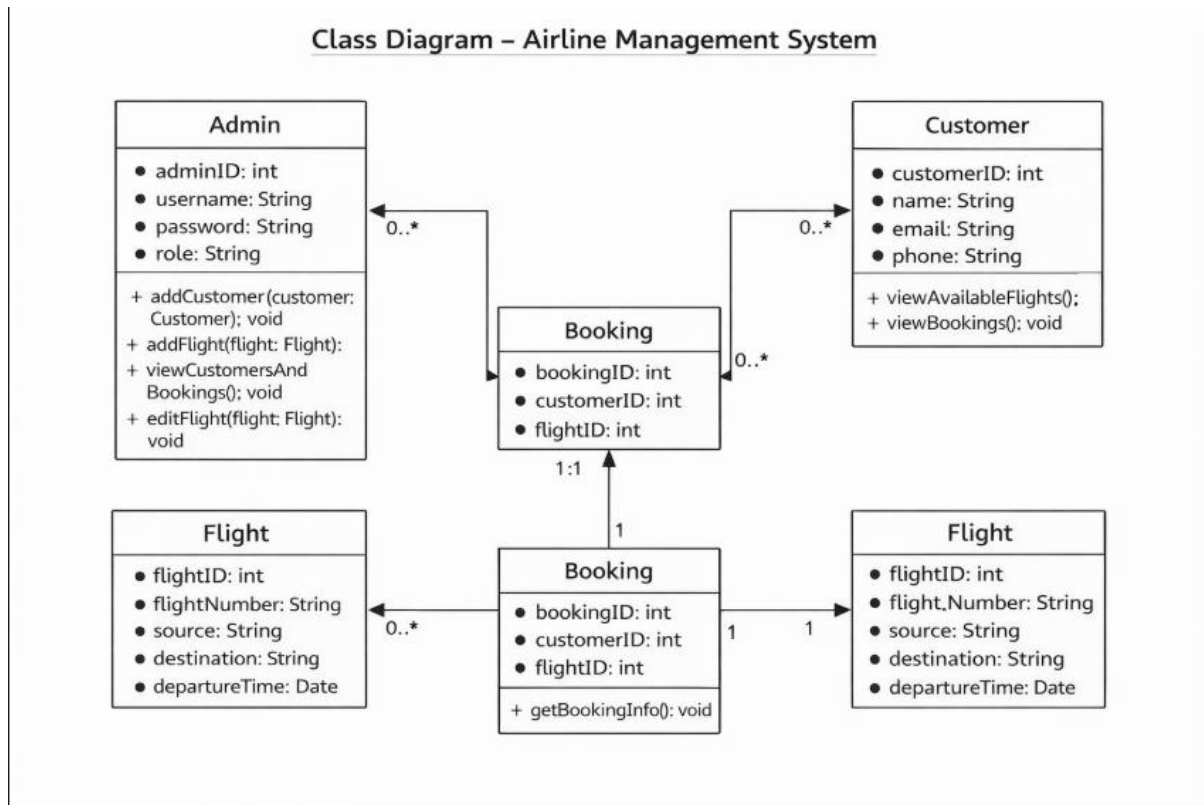 Class Diagram – Airline Management System
Admin
● adminID: int
● username: String
● password: String
● role: String
+ addCustomer(customer:
Customer); void
+ addFlight(flight: Flight):
+ viewCustomersAnd
Bookings(); void
+ editFlight(flight: Flight):
void
0..*
Customer
● customerID: int
● name: String
● email: String
● phone: String
+ viewAvailableFlights();
+ viewBookings(): void
0..*
Booking
● bookingID: int
● customerID: int
● flightID: int
0..*
1:1
1
Flight
● flightID: int
● flightNumber: String
● source: String
● destination: String
● departureTime: Date
0..*
Booking
● bookingID: int
● customerID: int
● flightID: int
+ getBookingInfo(): void
1
1
Flight
● flightID: int
● flight.Number: String
● source: String
● destination: String
● departureTime: Date